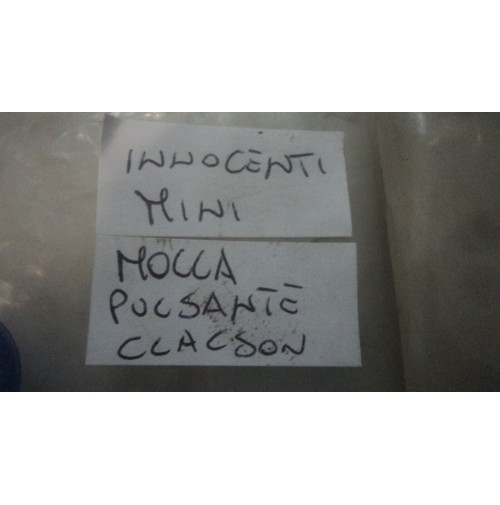 INNOCENTI
MINI
MOLLA
PULSANTE
CLACSON